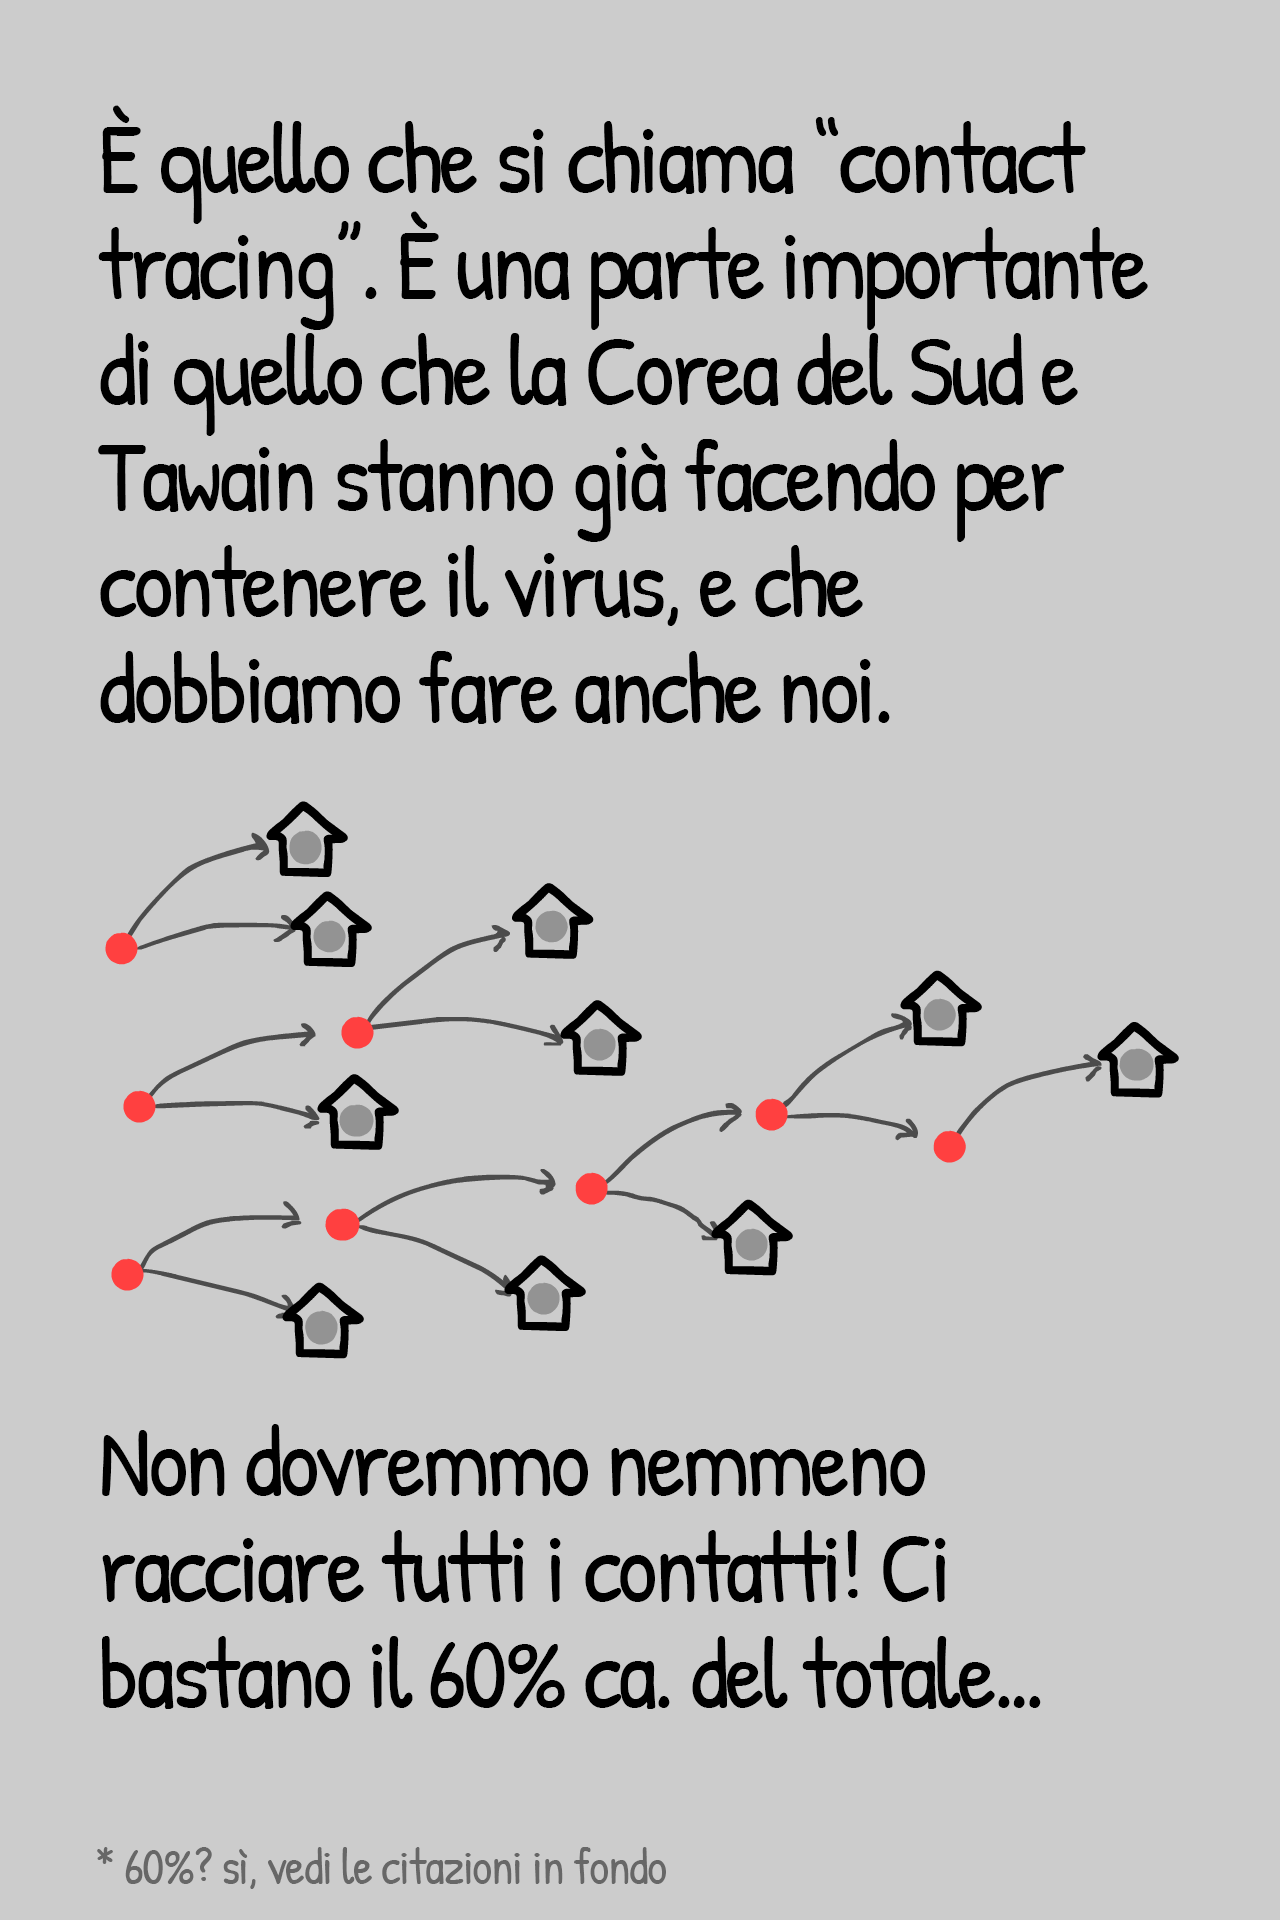 È quello che si chiama “contact
tracing”. È una parte importante
di quello che la Corea del Sud e
Tawain stanno già facendo per
contenere il virus, e che
dobbiamo fare anche noi.
Non dovremmo nemmeno
racciare tutti i contatti! Ci
bastano il 60% ca. del totale...
* 60%? sì, vedi le citazioni in fondo